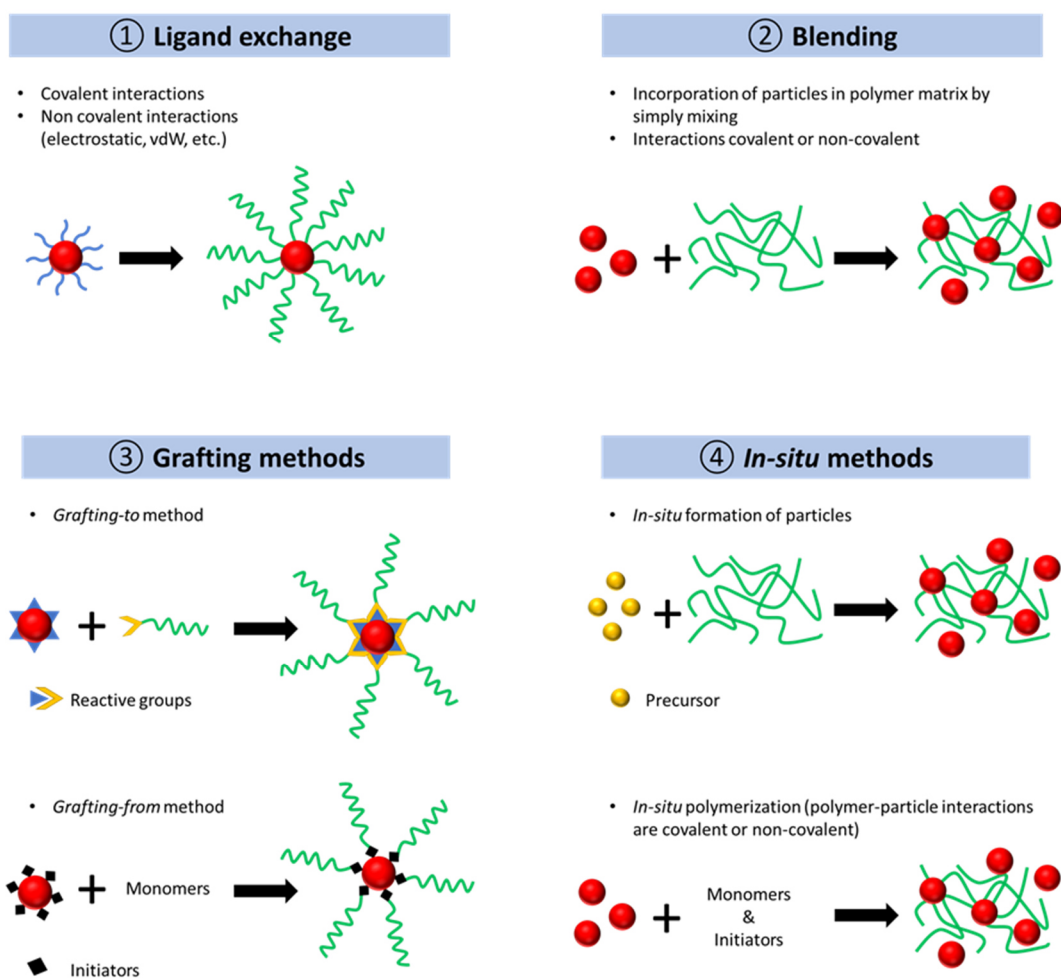 ① Ligand exchange
• Covalent interactions
• Non covalent interactions
(electrostatic, vdW, etc.)
② Blending
• Incorporation of particles in polymer matrix by
simply mixing
• Interactions covalent or non-covalent
③ Grafting methods
• Grafting-to method
Reactive groups
• Grafting-from method
Monomers
Initiators
④ In-situ methods
• In-situ formation of particles
Precursor
• In-situ polymerization (polymer-particle interactions
are covalent or non-covalent)
Monomers
&
Initiators